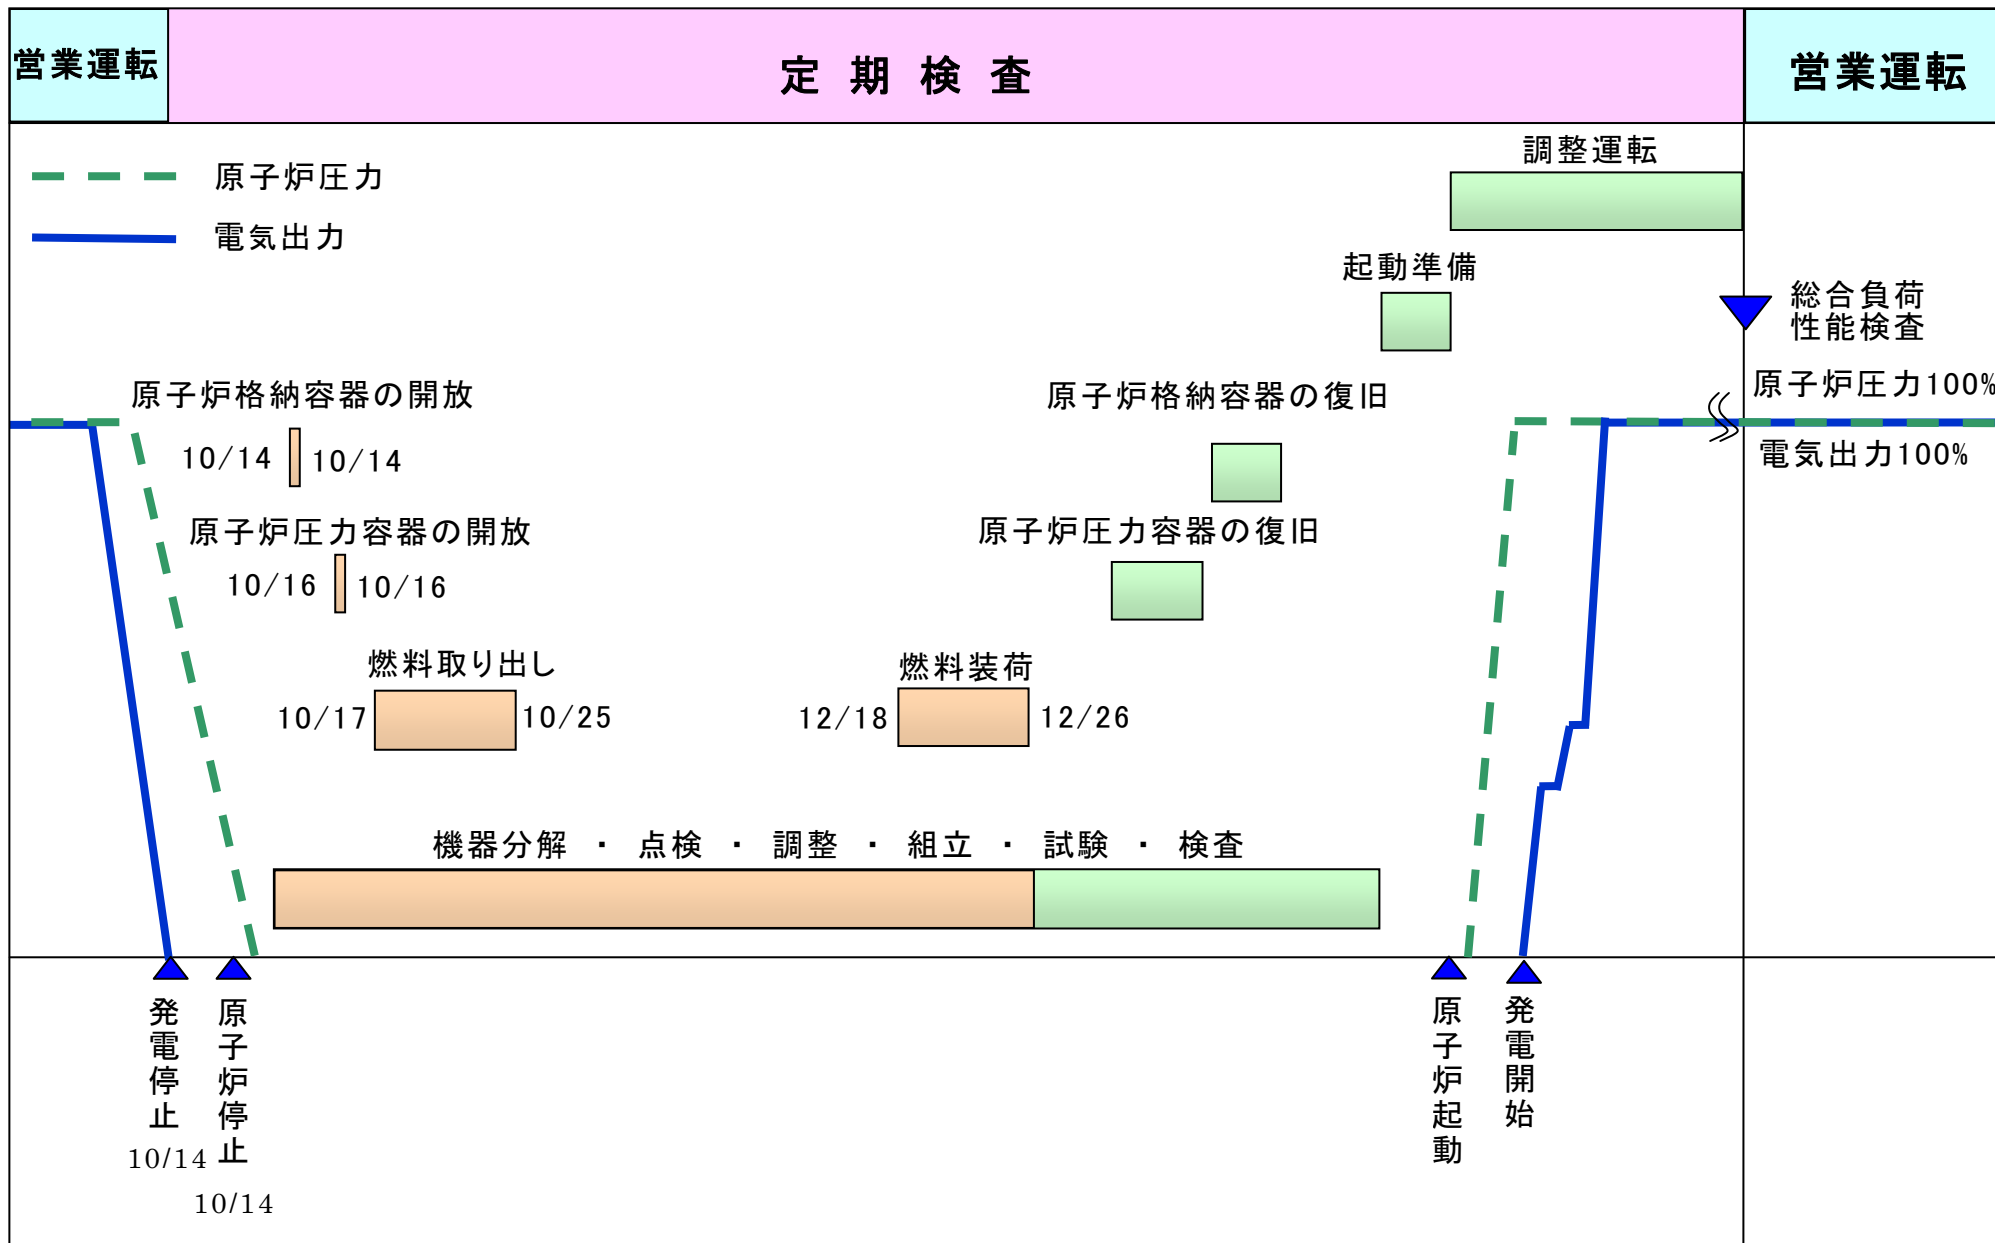 営業運転
定期検査
営業運転
原子炉圧力
電気出力
調整運転
起動準備
総合負荷
性能検査
原子炉格納容器の開放
10/14
10/14
原子炉格納容器の復旧
原子炉圧力100%
電気出力100%
原子炉圧力容器の開放
10/16
10/16
原子炉圧力容器の復旧
燃料取り出し
10/17
10/25
燃料装荷
12/18
12/26
機器分解 ・ 点検 ・ 調整 ・ 組立 ・ 試験 ・ 検査
発電停止
10/14
原子炉停止
10/14
原子炉起動
発電開始